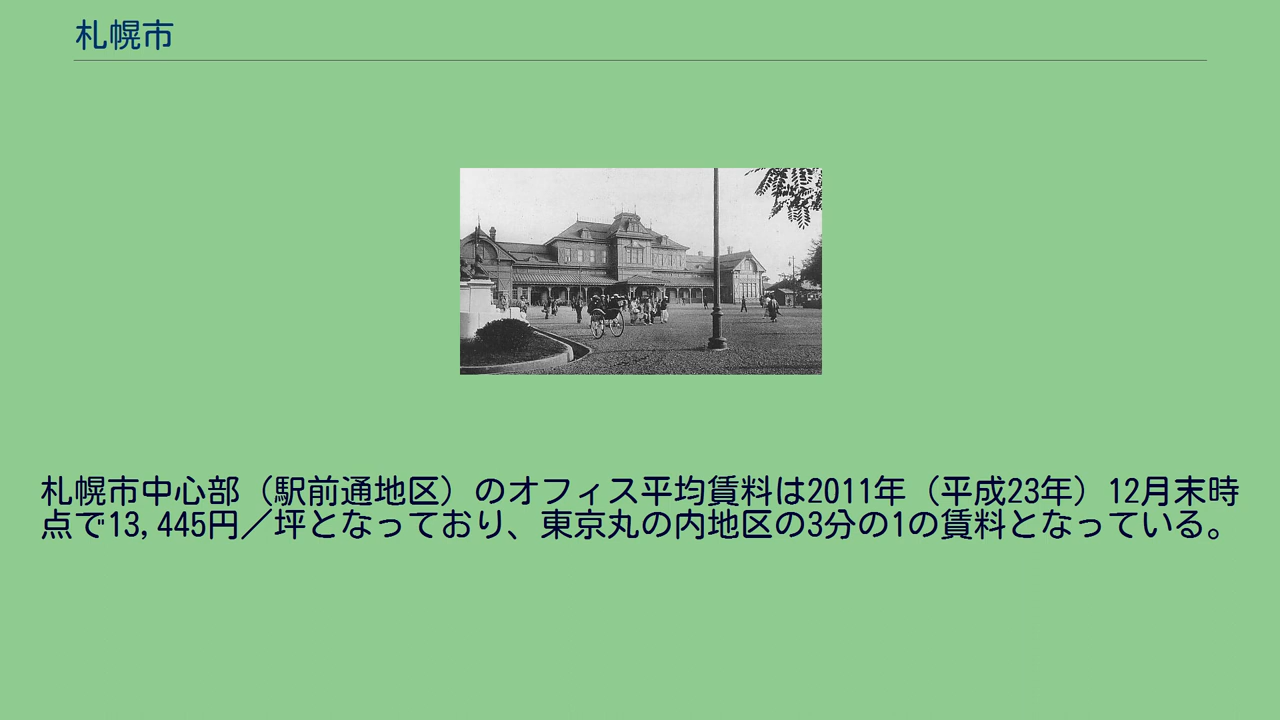 札幌市
札幌市中心部（駅前通地区）のオフィス平均賃料は2011年（平成23年）12月末時
点で13,445円／坪となっており、東京丸の内地区の3分の1の賃料となっている。